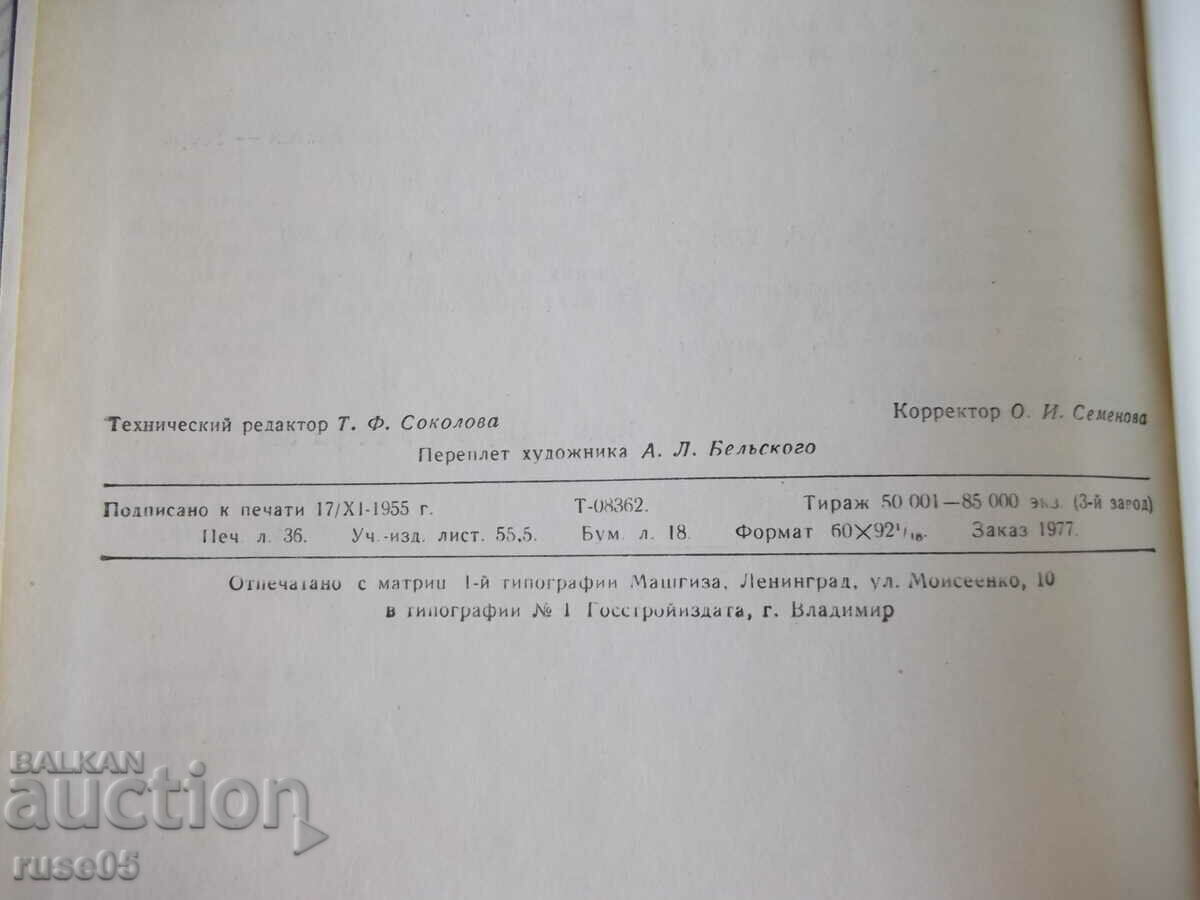 Технический редактор Т. Ф. Соколова Корректор О. И. Семенова
Переплет художника А. Л. Бельского
Подписано к печати 17/XI-1955 г. Т-08362. Тираж 50 001—85 000 экз. (3-й завод)
Печ. л. 36. Уч.-изд. лист. 55,5. Бум. л. 18. Формат 60×92¹/₁₆. Заказ 1977.
Отпечатано с матриц 1-й типографии Машгиза, Ленинград, ул. Моисеенко, 10
в типографии № 1 Госстройиздата, г. Владимир
BALKAN
auction
ruse05